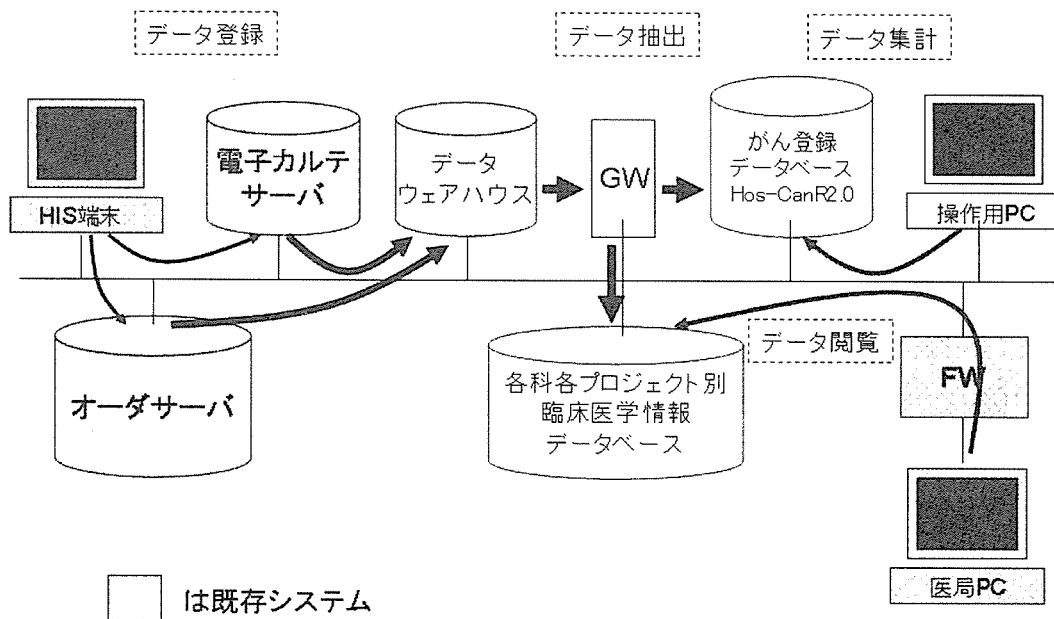 データ登録
データ抽出
データ集計
HIS端末
電子カルテ
サーバ
データ
ウェアハウス
GW
がん登録
データベース
Hos-CanR2.0
操作用PC
オーダサーバ
各科各プロジェクト別
臨床医学情報
データベース
データ閲覧
FW
医局PC
は既存システム